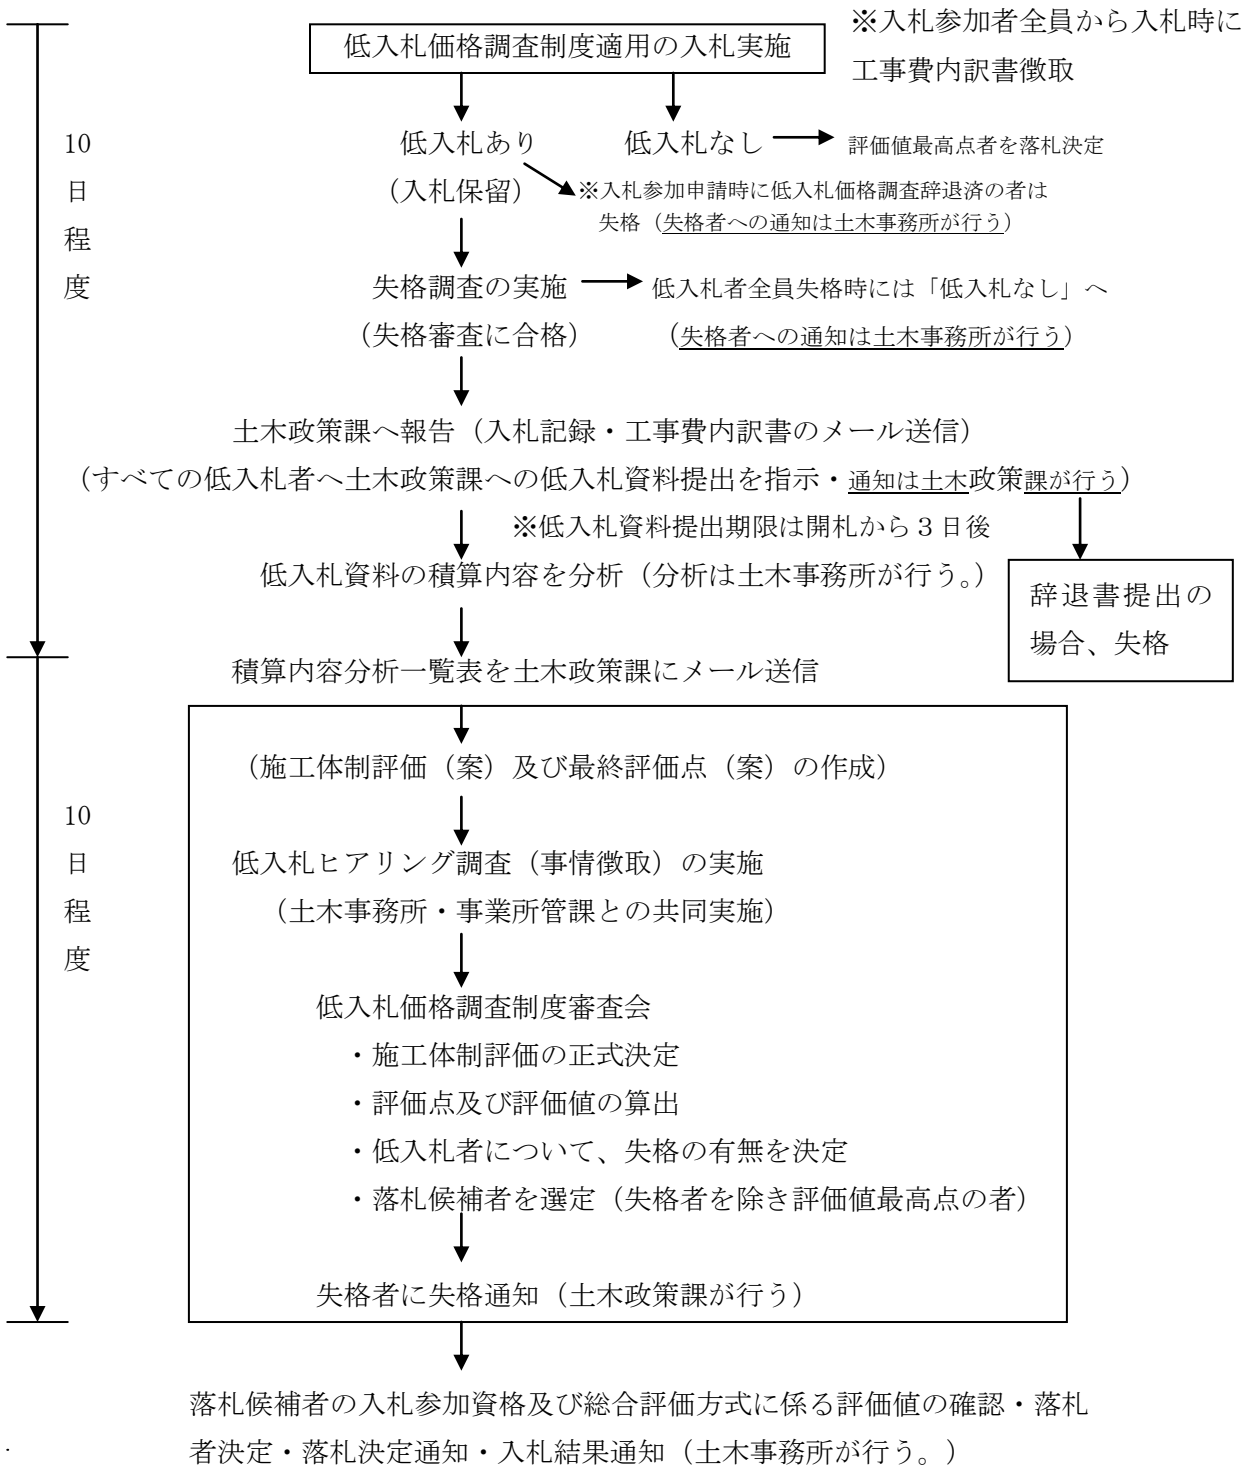 ※入札参加者全員から入札時に
工事費内訳書徴取
低入札価格調査制度適用の入札実施
10
日
程
度
低入札あり
低入札なし
評価値最高点者を落札決定
(入札保留)
※入札参加申請時に低入札価格調査辞退済の者は
失格（失格者への通知は土木事務所が行う）
失格調査の実施
低入札者全員失格時には「低入札なし」へ
(失格審査に合格)
（失格者への通知は土木事務所が行う）
土木政策課へ報告（入札記録・工事費内訳書のメール送信）
(すべての低入札者へ土木政策課への低入札資料提出を指示・通知は土木政策課が行う)
※低入札資料提出期限は開札から３日後
低入札資料の積算内容を分析（分析は土木事務所が行う。）
辞退書提出の
場合、失格
積算内容分析一覧表を土木政策課にメール送信
10
日
程
度
（施工体制評価（案）及び最終評価点（案）の作成）
低入札ヒアリング調査（事情徴取）の実施
（土木事務所・事業所管課との共同実施）
低入札価格調査制度審査会
・施工体制評価の正式決定
・評価点及び評価値の算出
・低入札者について、失格の有無を決定
・落札候補者を選定（失格者を除き評価値最高点の者）
失格者に失格通知（土木政策課が行う）
落札候補者の入札参加資格及び総合評価方式に係る評価値の確認・落札
者決定・落札決定通知・入札結果通知（土木事務所が行う。）